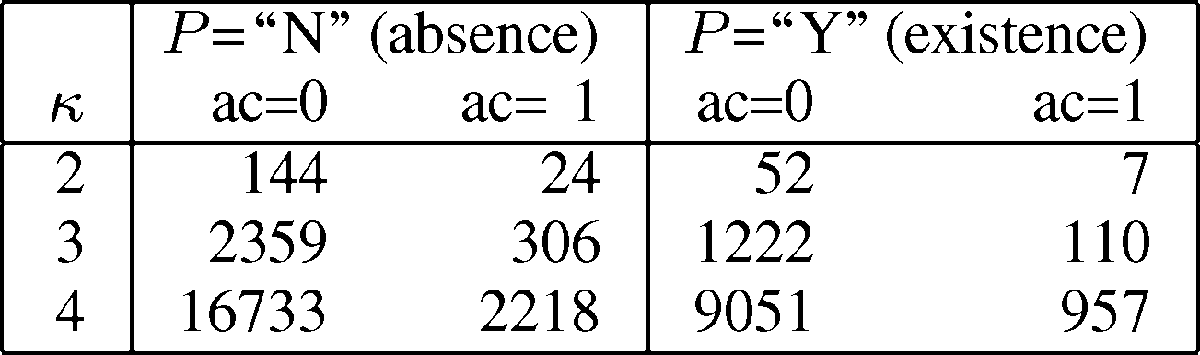 P=“N” (absence) P=“Y” (existence)
κ ac=0 ac= 1 ac=0 ac=1
2 144 24 52 7
3 2359 306 1222 110
4 16733 2218 9051 957